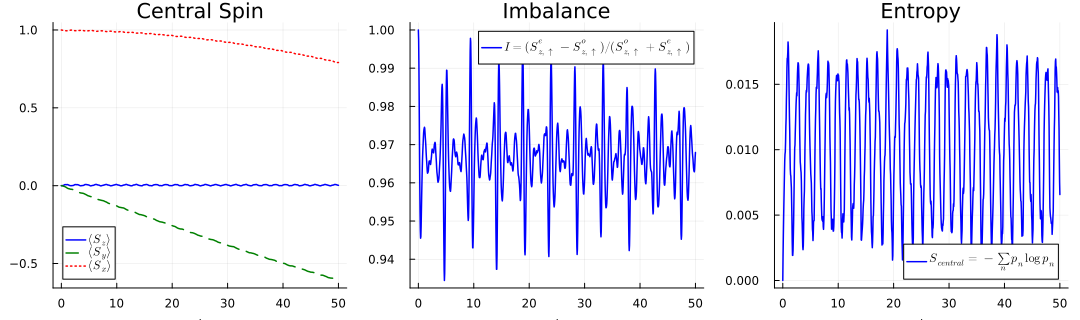 Central Spin
1.0
0.5
0.0
−0.5
0 10 20 30 40 50
⟨S_z⟩
⟨S_y⟩
⟨S_x⟩
Imbalance
1.00
0.99
0.98
0.97
0.96
0.95
0.94
0 10 20 30 40 50
I = (S^e_{z,↑} − S^o_{z,↑})/(S^o_{z,↑} + S^e_{z,↑})
Entropy
0.015
0.010
0.005
0.000
0 10 20 30 40 50
S_{central} = − ∑_n p_n log p_n